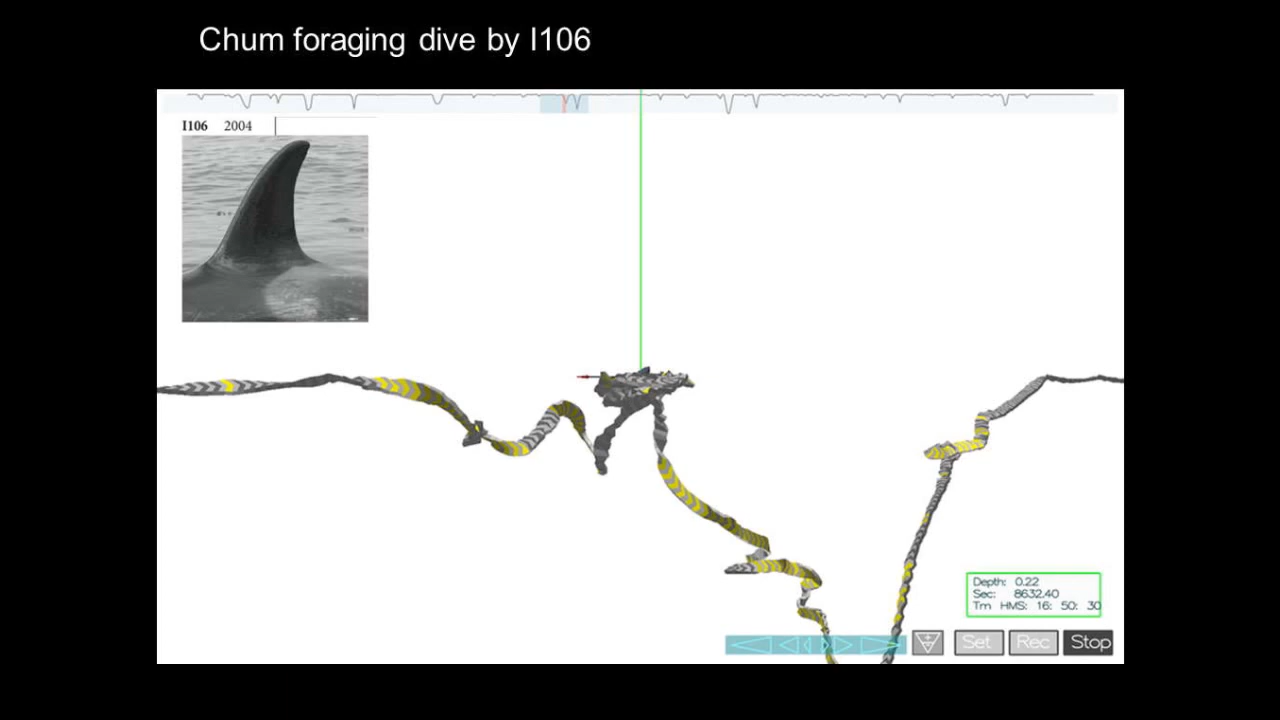 Chum foraging dive by I106
I106 2004
Depth: 0.22
Sec: 8632.40
Tm HMS: 16: 50: 30
Set Rec Stop